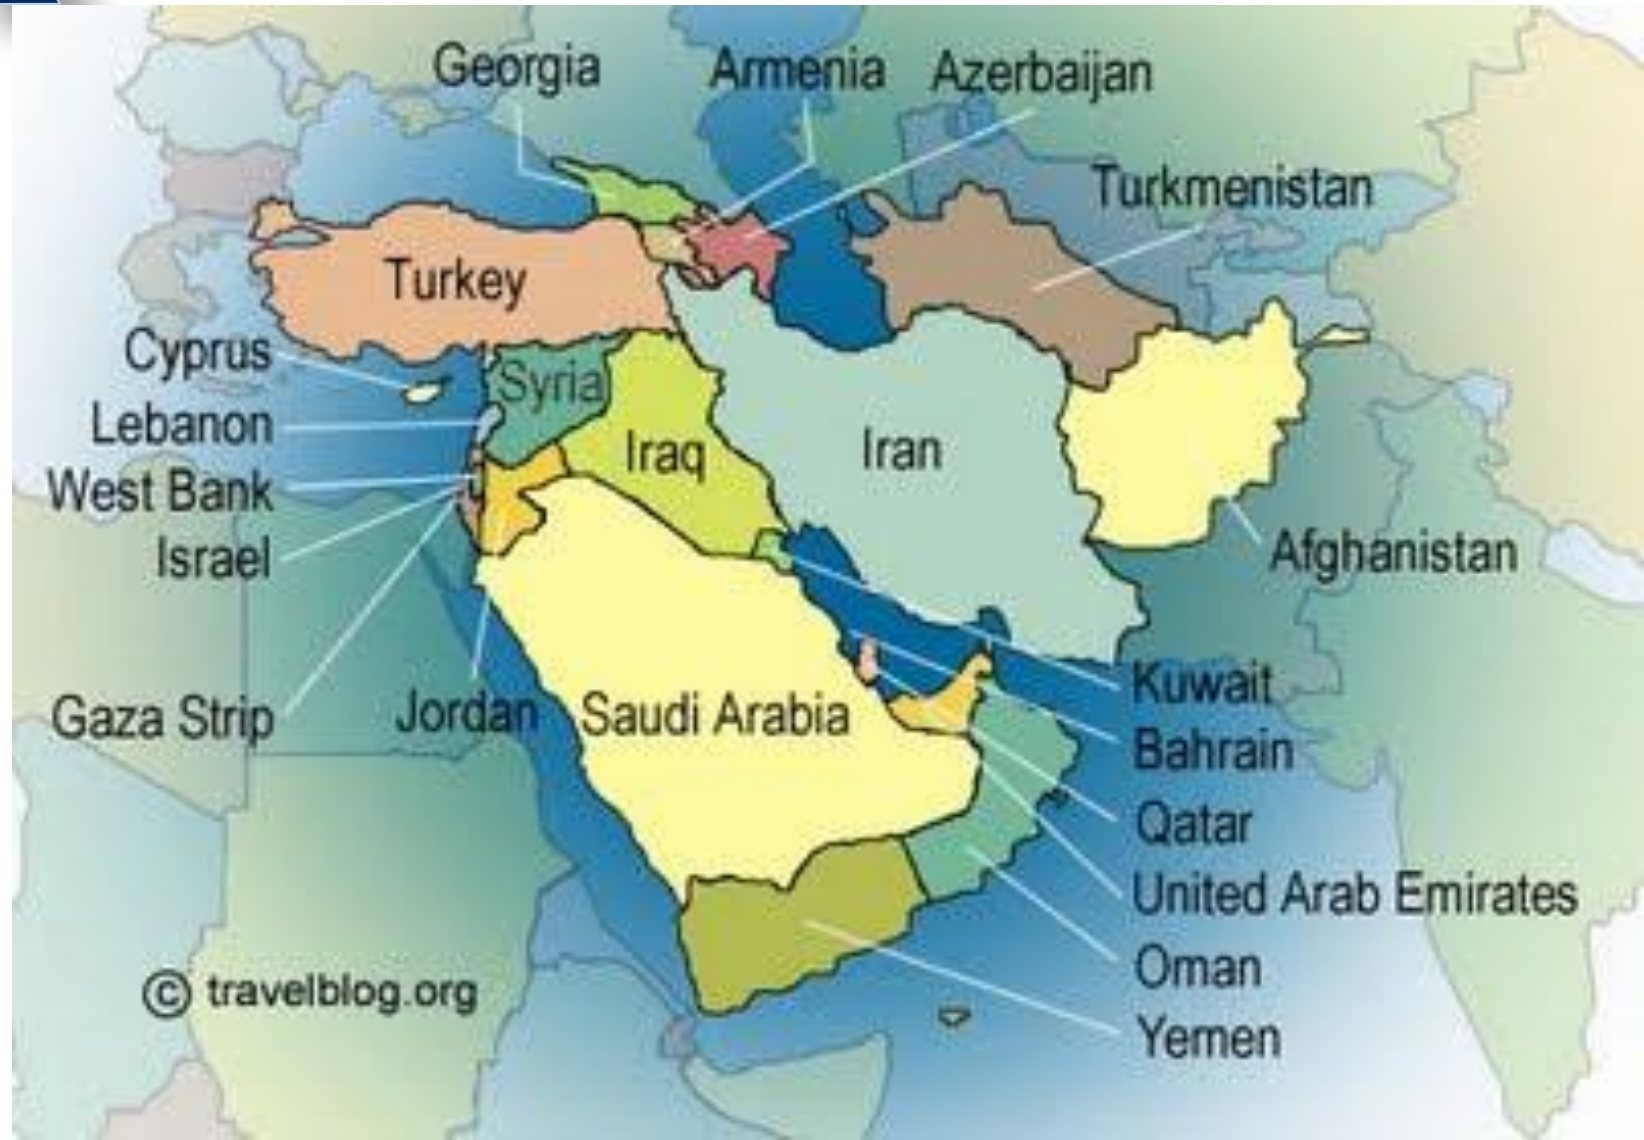 Georgia
Armenia
Azerbaijan
Turkmenistan
Turkey
Cyprus
Syria
Lebanon
Iraq
Iran
West Bank
Israel
Afghanistan
Gaza Strip
Jordan
Saudi Arabia
Kuwait
Bahrain
Qatar
United Arab Emirates
Oman
Yemen
© travelblog.org